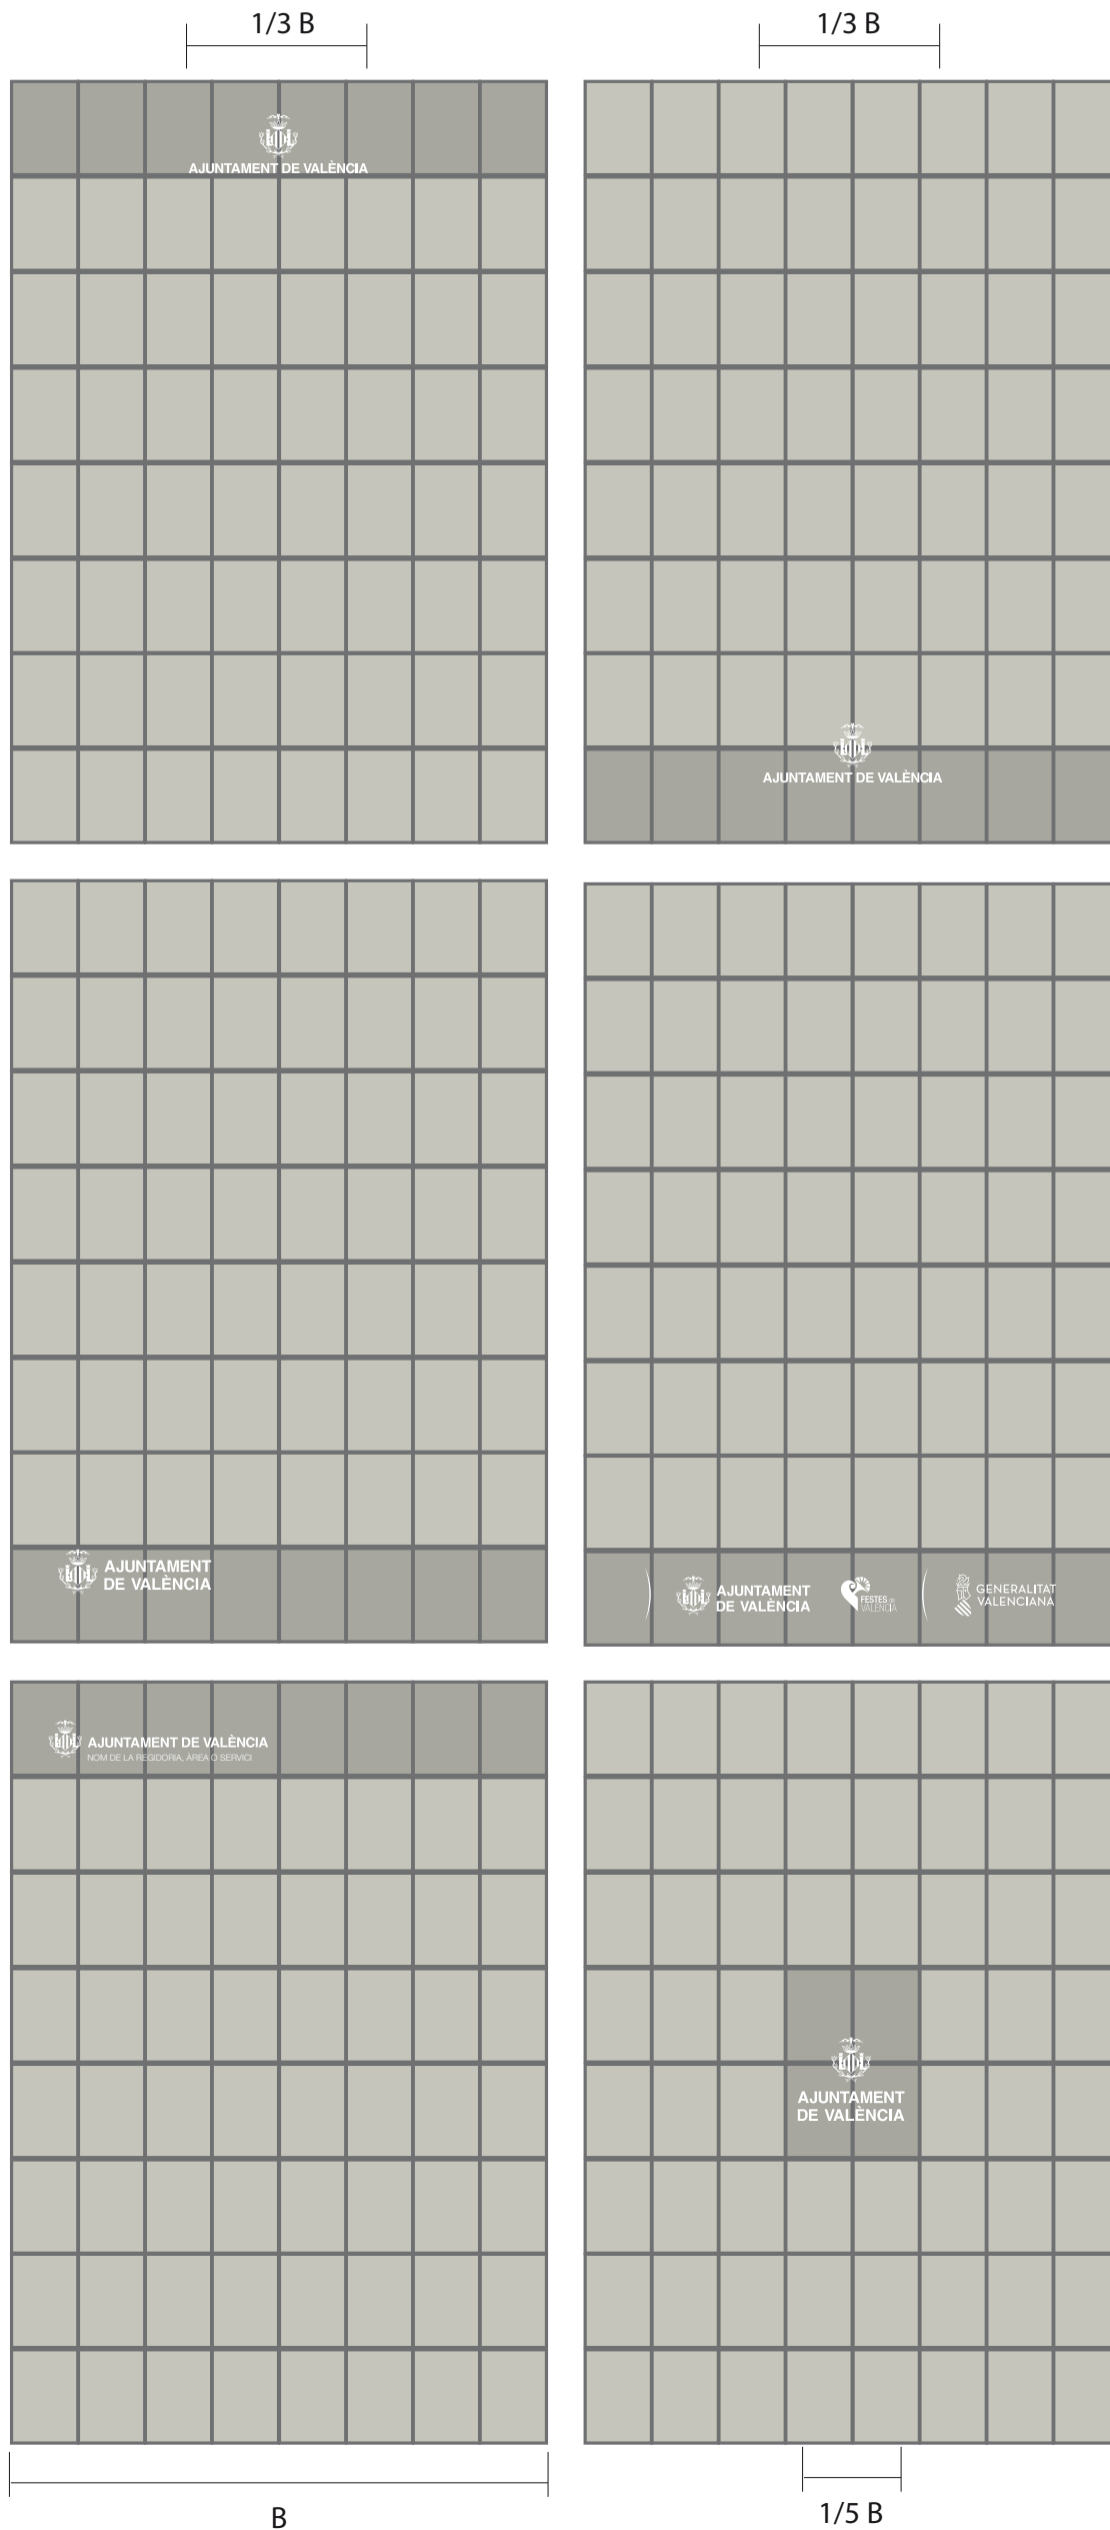 1/3 B
1/3 B
AJUNTAMENT DE VALÈNCIA
AJUNTAMENT DE VALÈNCIA
AJUNTAMENT
DE VALÈNCIA
AJUNTAMENT
DE VALÈNCIA
FESTES DE
VALÈNCIA
GENERALITAT
VALENCIANA
AJUNTAMENT DE VALÈNCIA
NOM DE LA REGIDORIA, ÀREA O SERVICI
AJUNTAMENT
DE VALÈNCIA
B
1/5 B